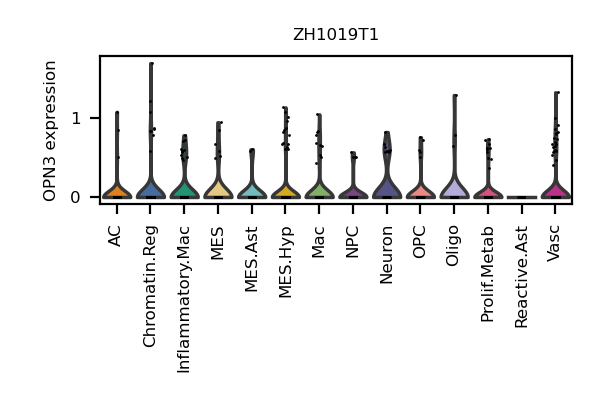 ZH1019T1
OPN3 expression
1
0
AC
Chromatin.Reg
Inflammatory.Mac
MES
MES.Ast
MES.Hyp
Mac
NPC
Neuron
OPC
Oligo
Prolif.Metab
Reactive.Ast
Vasc